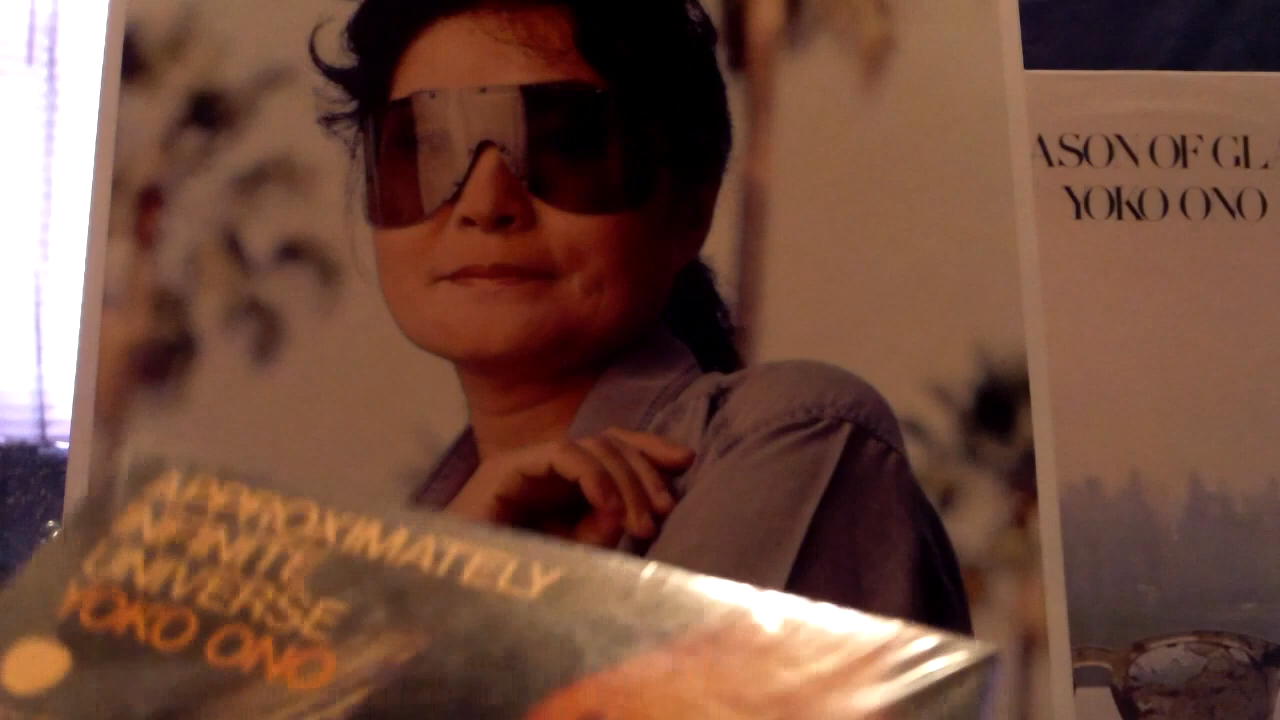 ASON OF GL
YOKO ONO
APPROXIMATELY
INFINITE
UNIVERSE
YOKO ONO